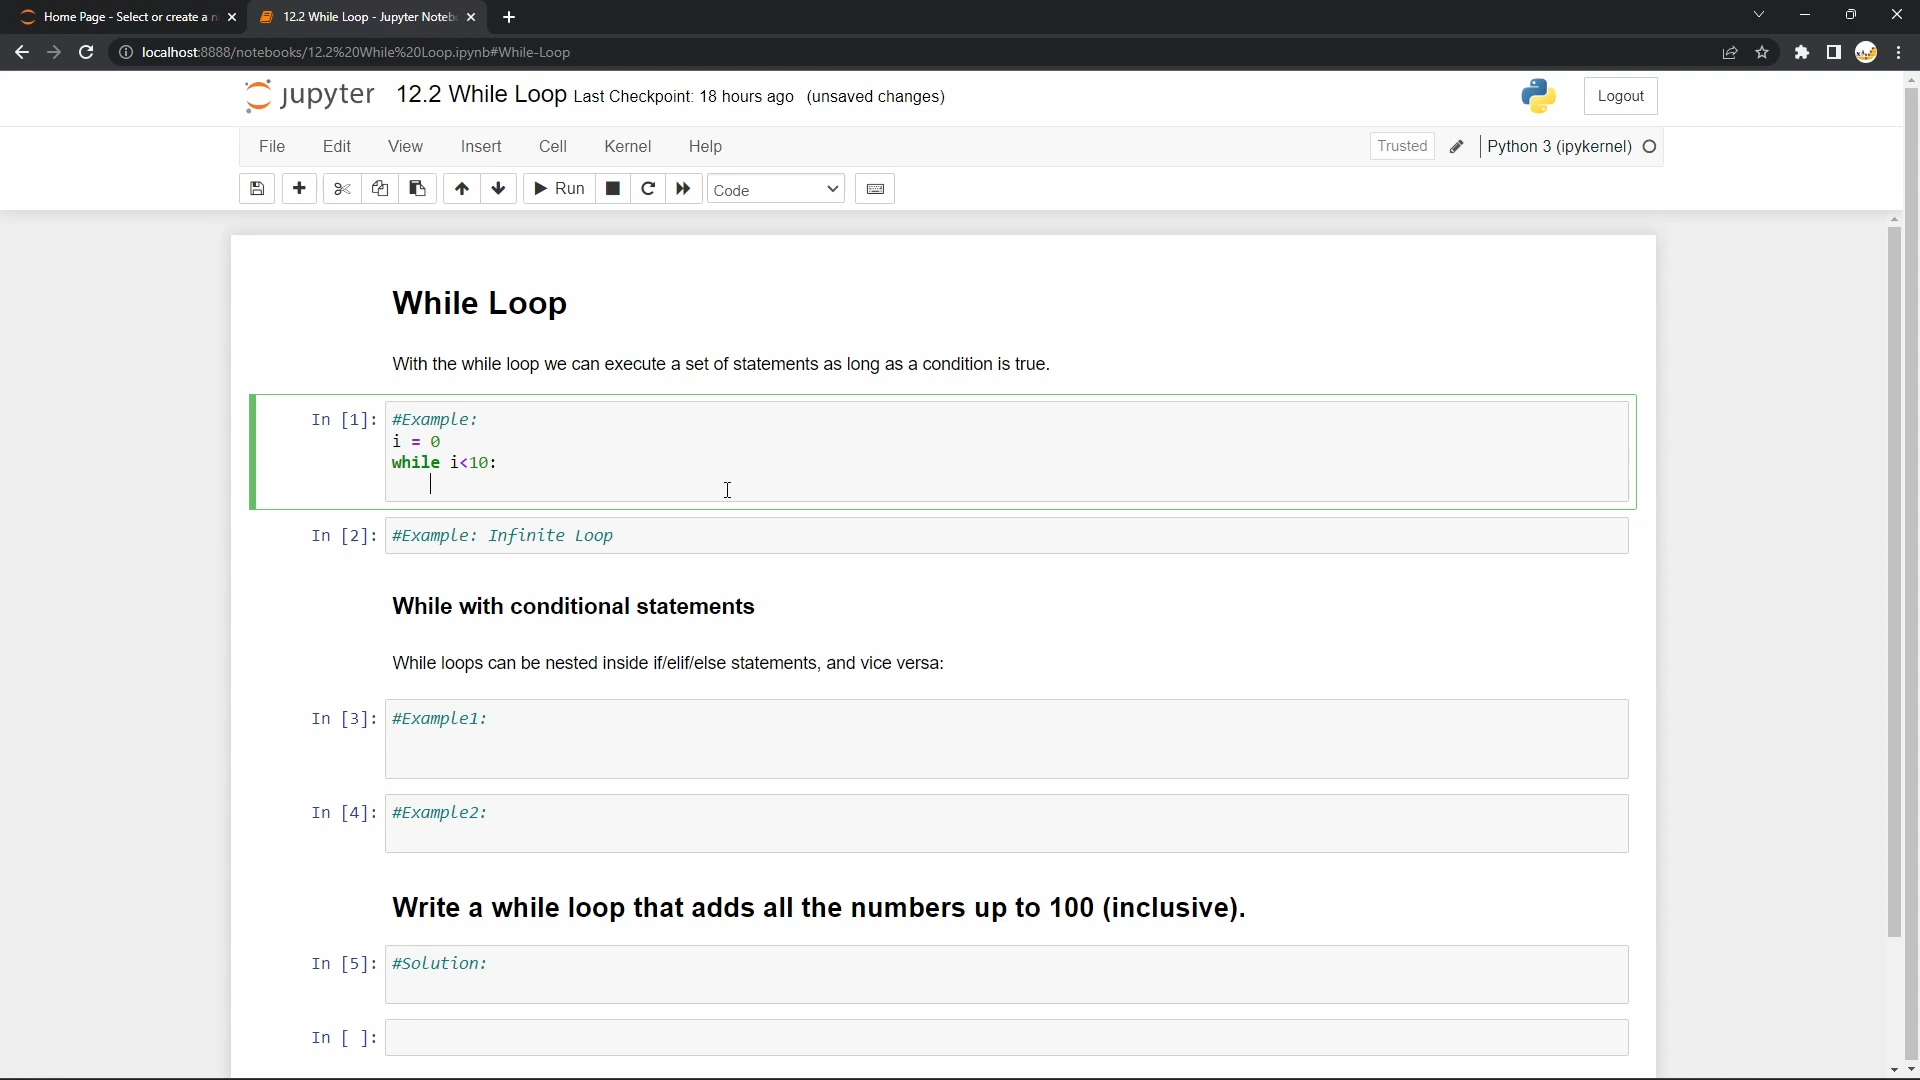 Home Page - Select or create a n
12.2 While Loop - Jupyter Noteb
localhost:8888/notebooks/12.2%20While%20Loop.ipynb#While-Loop
jupyter 12.2 While Loop Last Checkpoint: 18 hours ago (unsaved changes)
Logout
File Edit View Insert Cell Kernel Help
Trusted Python 3 (ipykernel)
Run Code
While Loop
With the while loop we can execute a set of statements as long as a condition is true.
In [1]: #Example:
i = 0
while i<10:
In [2]: #Example: Infinite Loop
While with conditional statements
While loops can be nested inside if/elif/else statements, and vice versa:
In [3]: #Example1:
In [4]: #Example2:
Write a while loop that adds all the numbers up to 100 (inclusive).
In [5]: #Solution:
In [ ]: